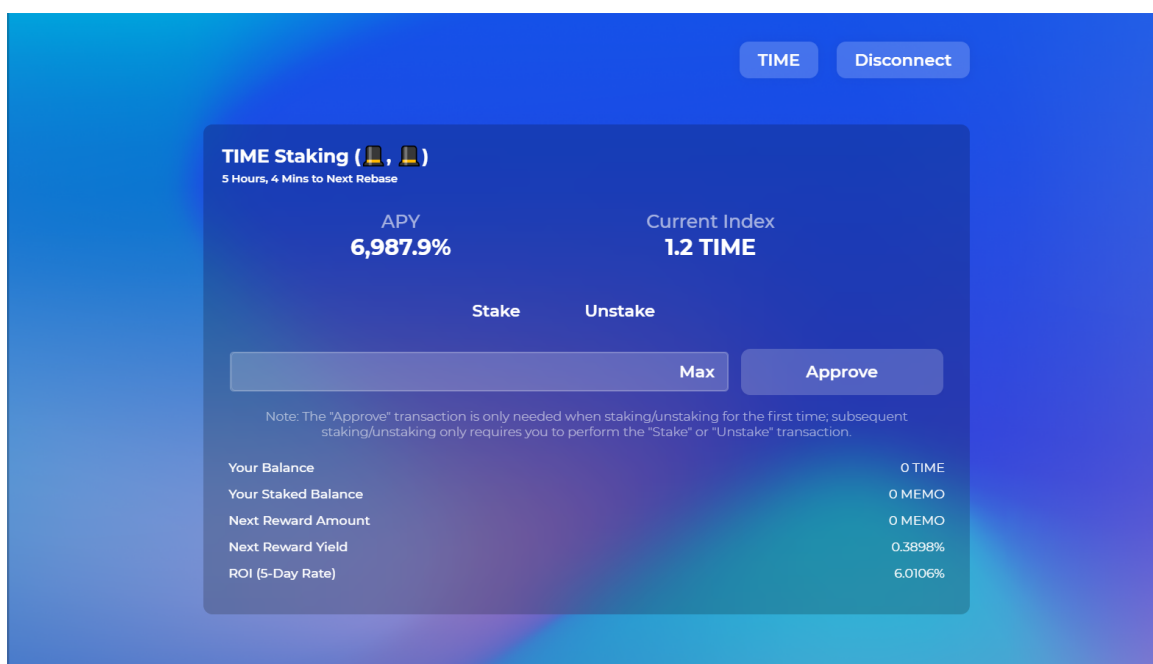 TIME Disconnect
TIME Staking (🎩, 🎩)
5 Hours, 4 Mins to Next Rebase
APY Current Index
6,987.9% 1.2 TIME
Stake Unstake
Max Approve
Note: The "Approve" transaction is only needed when staking/unstaking for the first time; subsequent
staking/unstaking only requires you to perform the "Stake" or "Unstake" transaction.
Your Balance 0 TIME
Your Staked Balance 0 MEMO
Next Reward Amount 0 MEMO
Next Reward Yield 0.3898%
ROI (5-Day Rate) 6.0106%